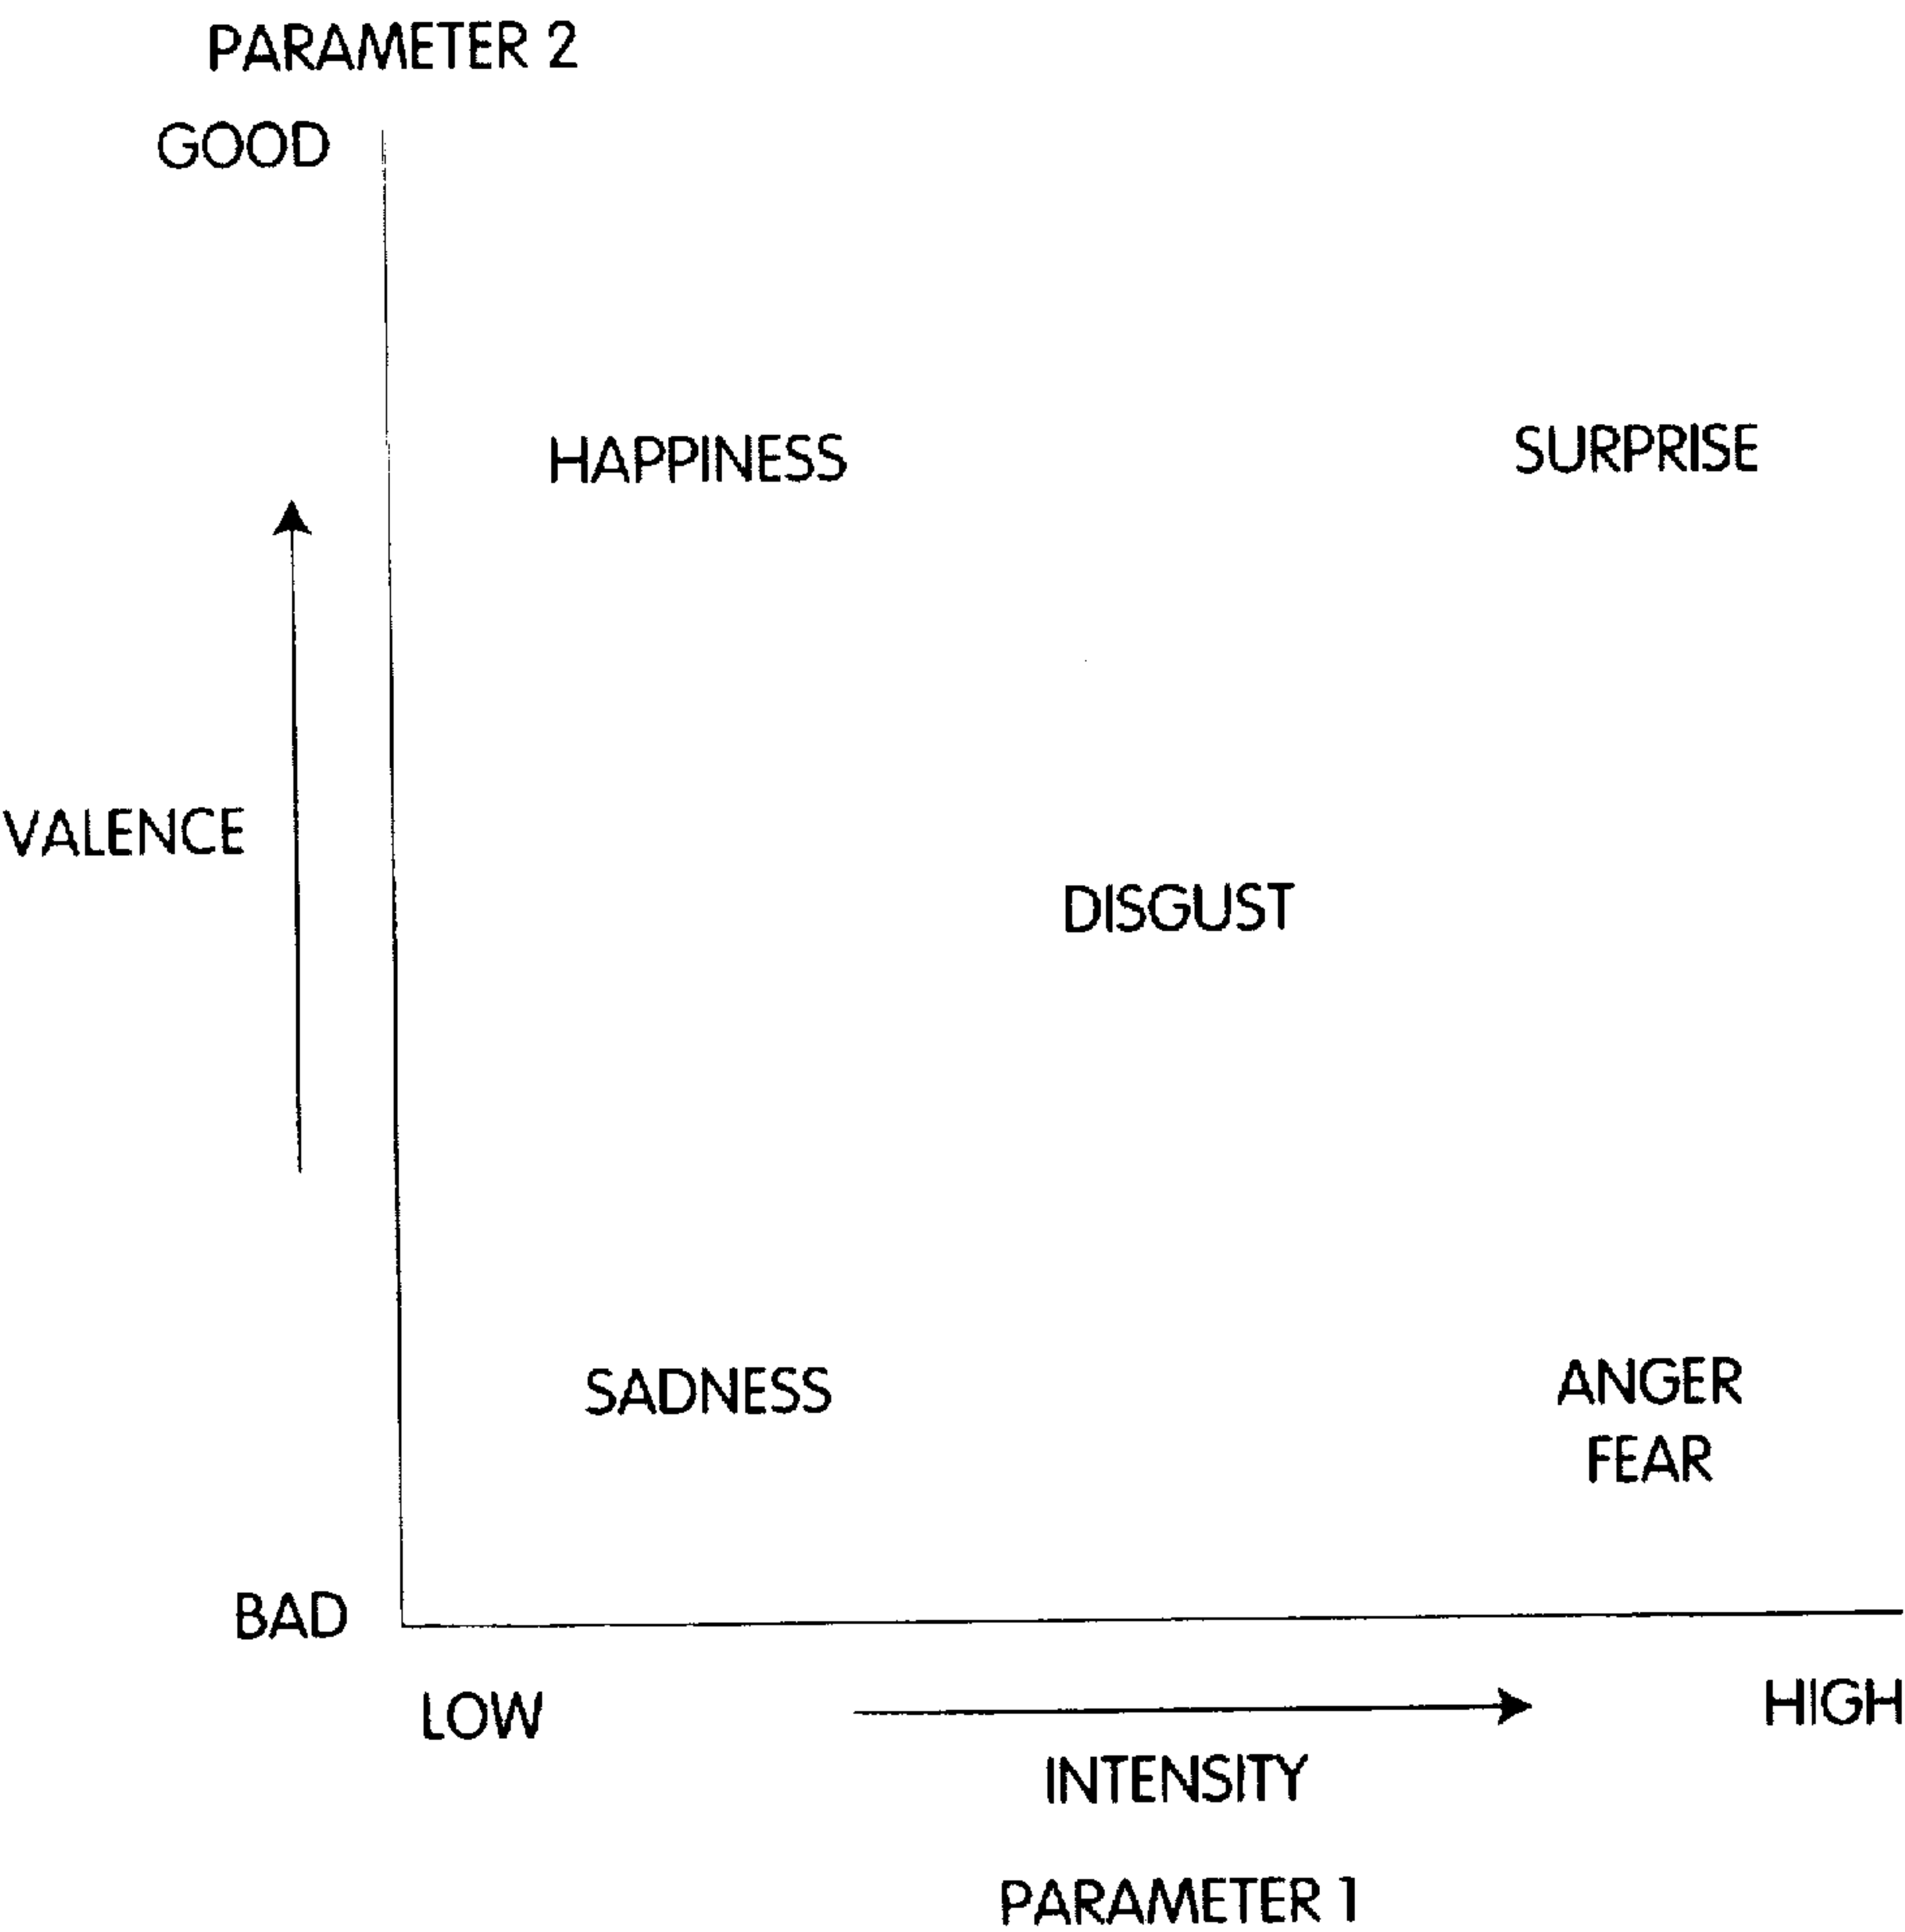 PARAMETER 2
GOOD
HAPPINESS
SURPRISE
VALENCE
DISGUST
SADNESS
ANGER
FEAR
BAD
LOW
HIGH
INTENSITY
PARAMETER 1